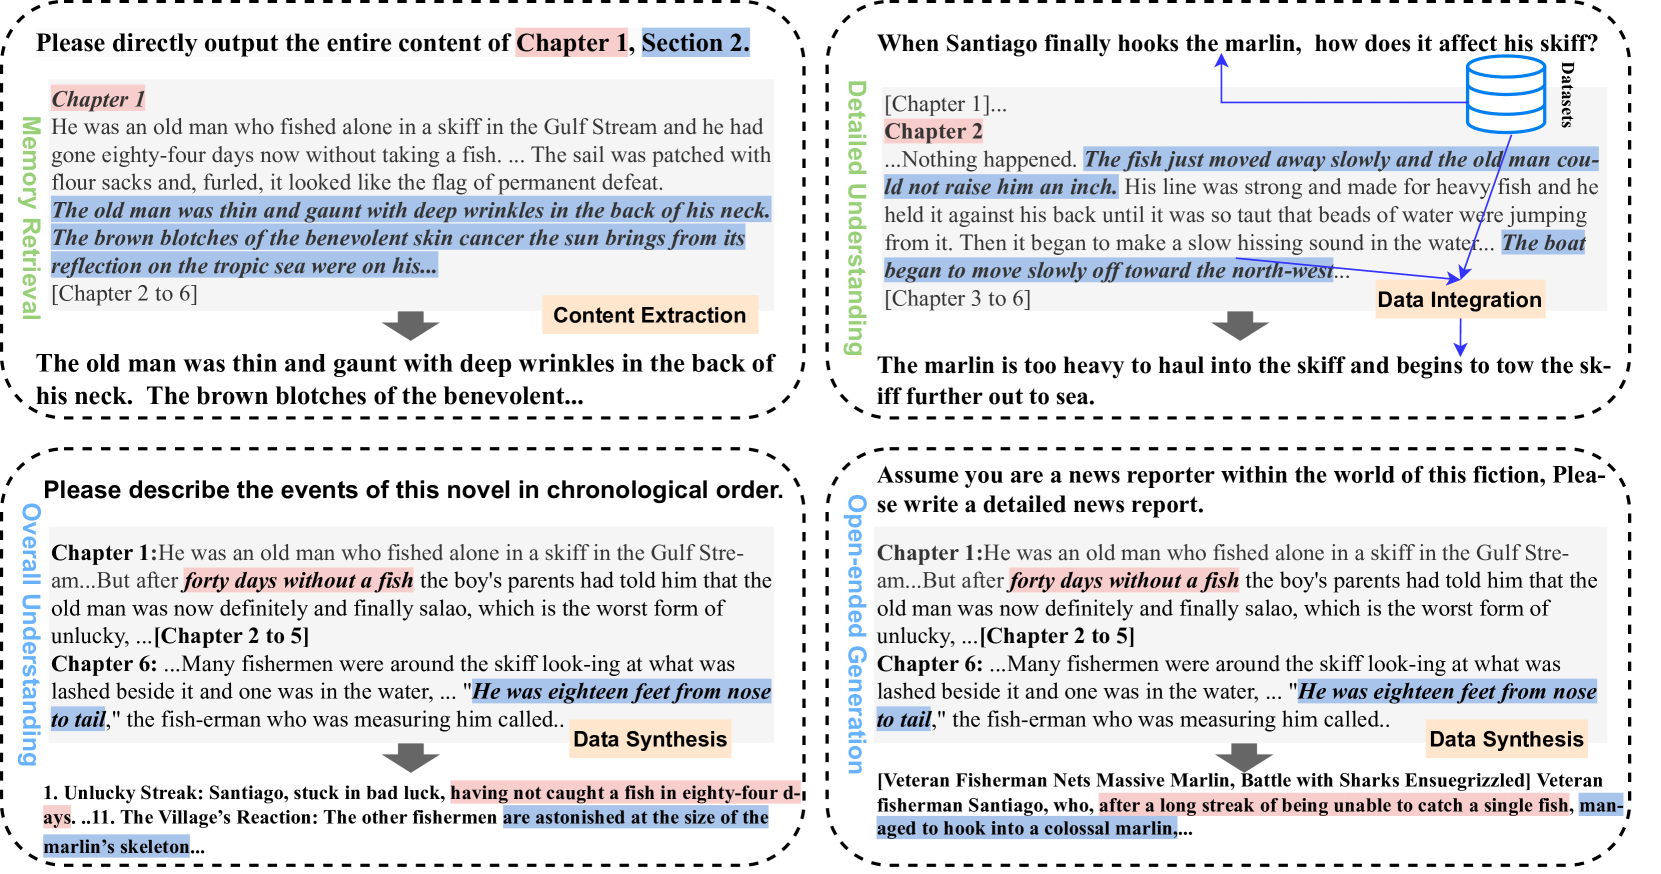 Please directly output the entire content of Chapter 1, Section 2.
Memory Retrieval
Chapter 1
He was an old man who fished alone in a skiff in the Gulf Stream and he had
gone eighty-four days now without taking a fish. ... The sail was patched with
flour sacks and, furled, it looked like the flag of permanent defeat.
The old man was thin and gaunt with deep wrinkles in the back of his neck.
The brown blotches of the benevolent skin cancer the sun brings from its
reflection on the tropic sea were on his...
[Chapter 2 to 6]
Content Extraction
The old man was thin and gaunt with deep wrinkles in the back of
his neck.  The brown blotches of the benevolent...
When Santiago finally hooks the marlin,  how does it affect his skiff?
Detailed Understanding
Datasets
[Chapter 1]...
Chapter 2
...Nothing happened. The fish just moved away slowly and the old man cou-
ld not raise him an inch. His line was strong and made for heavy fish and he
held it against his back until it was so taut that beads of water were jumping
from it. Then it began to make a slow hissing sound in the water... The boat
began to move slowly off toward the north-west...
[Chapter 3 to 6]
Data Integration
The marlin is too heavy to haul into the skiff and begins to tow the sk-
iff further out to sea.
Please describe the events of this novel in chronological order.
Overall Understanding
Chapter 1:He was an old man who fished alone in a skiff in the Gulf Stre-
am...But after forty days without a fish the boy's parents had told him that the
old man was now definitely and finally salao, which is the worst form of
unlucky, ...[Chapter 2 to 5]
Chapter 6: ...Many fishermen were around the skiff look-ing at what was
lashed beside it and one was in the water, ... "He was eighteen feet from nose
to tail," the fish-erman who was measuring him called..
Data Synthesis
1. Unlucky Streak: Santiago, stuck in bad luck, having not caught a fish in eighty-four d-
ays. ..11. The Village's Reaction: The other fishermen are astonished at the size of the
marlin's skeleton...
Assume you are a news reporter within the world of this fiction, Plea-
se write a detailed news report.
Open-ended Generation
Chapter 1:He was an old man who fished alone in a skiff in the Gulf Stre-
am...But after forty days without a fish the boy's parents had told him that the
old man was now definitely and finally salao, which is the worst form of
unlucky, ...[Chapter 2 to 5]
Chapter 6: ...Many fishermen were around the skiff look-ing at what was
lashed beside it and one was in the water, ... "He was eighteen feet from nose
to tail," the fish-erman who was measuring him called..
Data Synthesis
[Veteran Fisherman Nets Massive Marlin, Battle with Sharks Ensuegrizzled] Veteran
fisherman Santiago, who, after a long streak of being unable to catch a single fish, man-
aged to hook into a colossal marlin,...